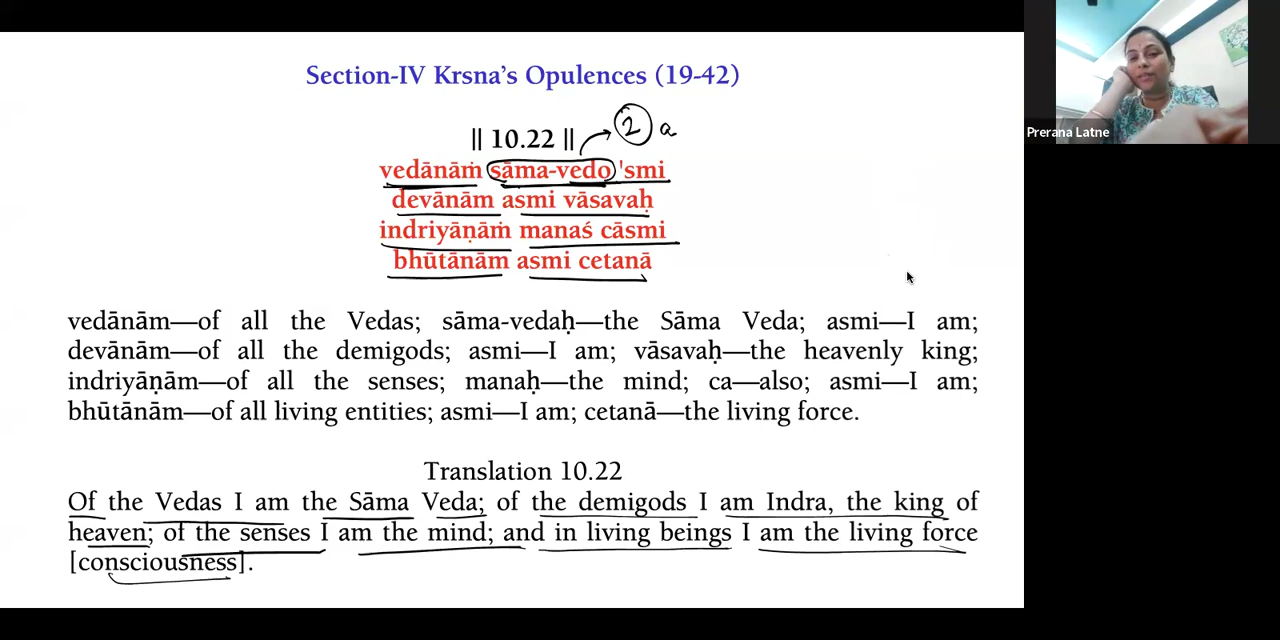 Section-IV Krsna's Opulences (19-42)
|| 10.22 || 2 a
vedānāṁ sāma-vedo 'smi
devānām asmi vāsavaḥ
indriyāṇāṁ manaś cāsmi
bhūtānām asmi cetanā
vedānām—of all the Vedas; sāma-vedaḥ—the Sāma Veda; asmi—I am;
devānām—of all the demigods; asmi—I am; vāsavaḥ—the heavenly king;
indriyāṇām—of all the senses; manaḥ—the mind; ca—also; asmi—I am;
bhūtānām—of all living entities; asmi—I am; cetanā—the living force.
Translation 10.22
Of the Vedas I am the Sāma Veda; of the demigods I am Indra, the king of
heaven; of the senses I am the mind; and in living beings I am the living force
[consciousness].
Prerana Latne